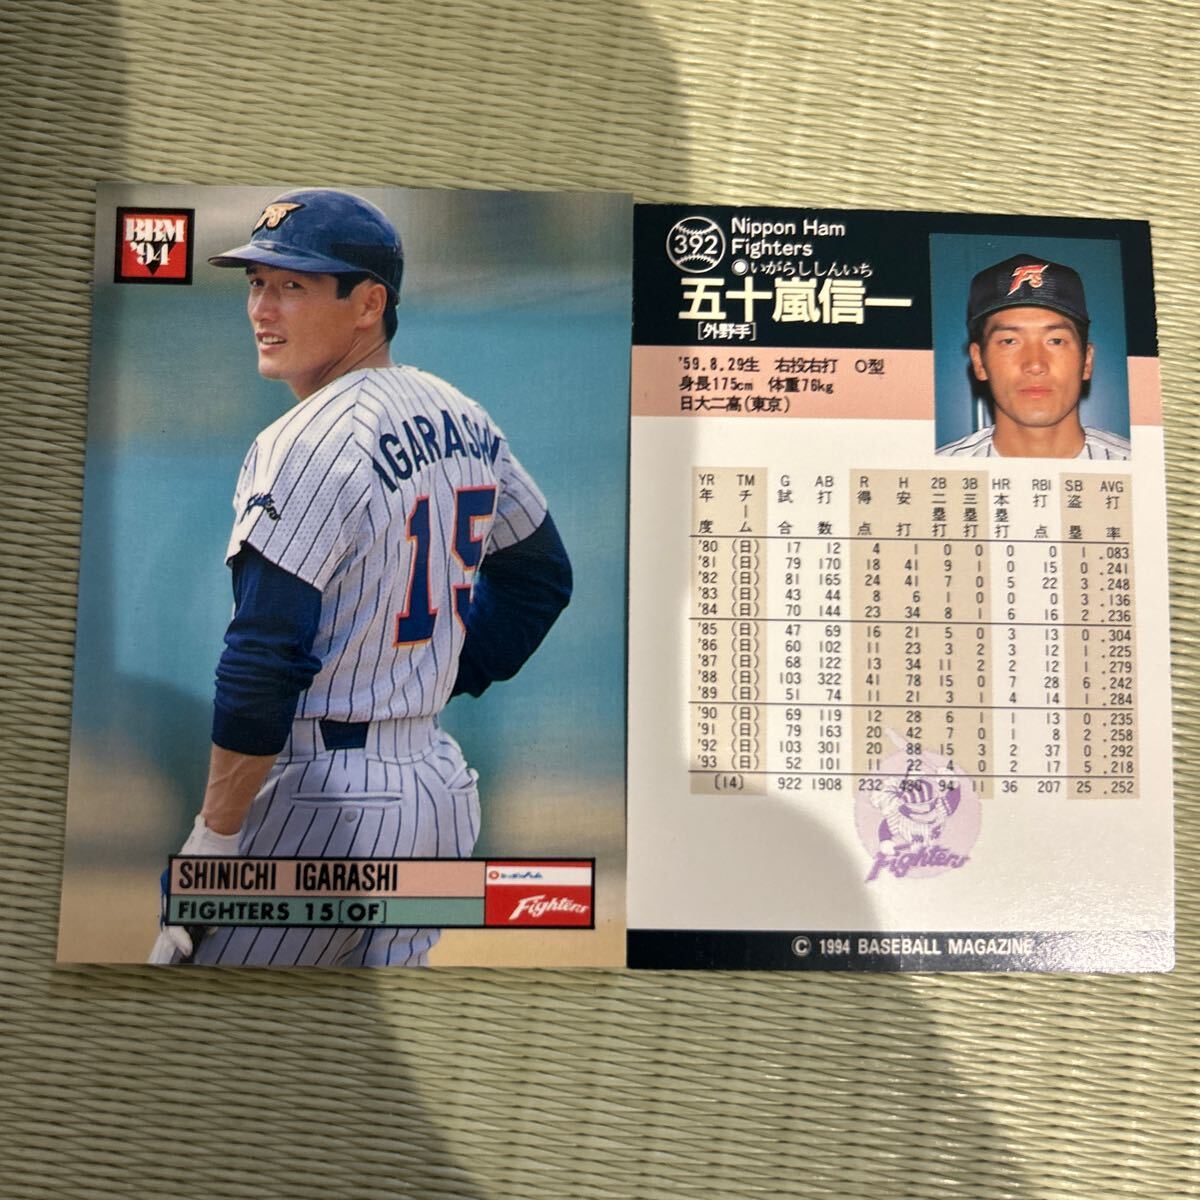 BBM
'94
FS
IGARASHI
15
Fighters
SHINICHI IGARASHI
FIGHTERS 15[OF]
Fighters
392
Nippon Ham
Fighters
●いがらししんいち
五十嵐信一
[外野手]
FS
'59.8.29生 右投右打 O型
身長175cm 体重76kg
日大二高(東京)
YR TM G AB R H 2B 3B HR RBI SB AVG
年度 チーム 試合 打数 得点 安打 二塁打 三塁打 本塁打 打点 盗塁 打率
'80 (日) 17 12 4 1 0 0 0 0 1 .083
'81 (日) 79 170 18 41 9 1 0 15 0 .241
'82 (日) 81 165 24 41 7 0 5 22 3 .248
'83 (日) 43 44 8 6 1 0 0 0 3 .136
'84 (日) 70 144 23 34 8 1 6 16 2 .236
'85 (日) 47 69 16 21 5 0 3 13 0 .304
'86 (日) 60 102 11 23 3 2 3 12 1 .225
'87 (日) 68 122 13 34 11 2 2 12 1 .279
'88 (日) 103 322 41 78 15 0 7 28 6 .242
'89 (日) 51 74 11 21 3 1 4 14 1 .284
'90 (日) 69 119 12 28 6 1 1 13 0 .235
'91 (日) 79 163 20 42 7 0 1 8 2 .258
'92 (日) 103 301 20 88 15 3 2 37 0 .292
'93 (日) 52 101 11 22 4 0 2 17 5 .218
[14] 922 1908 232 480 94 11 36 207 25 .252
Fighters
© 1994 BASEBALL MAGAZINE